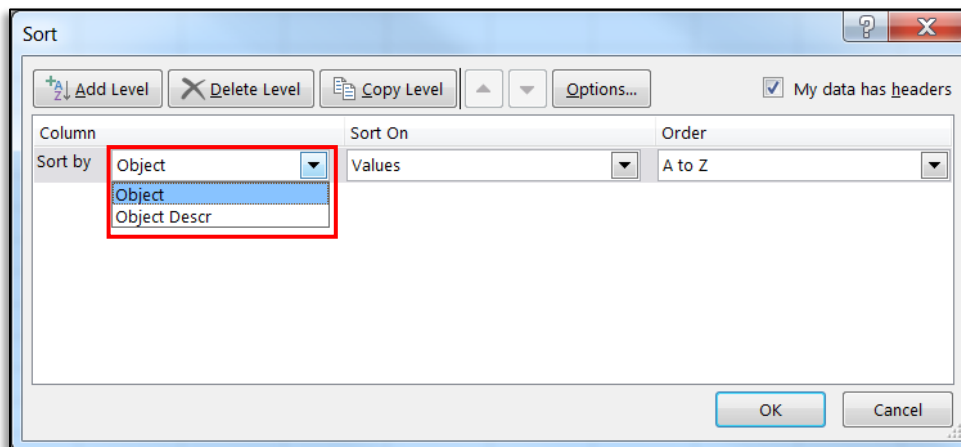 Sort
Add Level Delete Level Copy Level Options... My data has headers
Column Sort On Order
Sort by Object Values A to Z
Object
Object Descr
OK Cancel